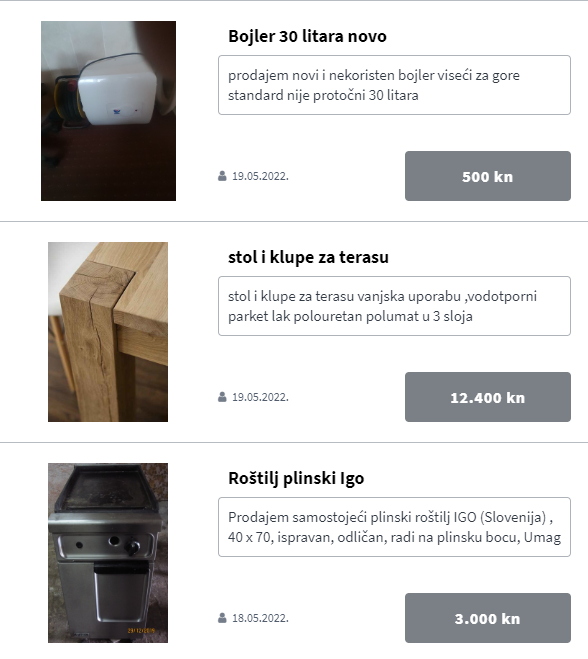 Bojler 30 litara novo
prodajem novi i nekoristen bojler viseći za gore
standard nije protočni 30 litara
19.05.2022.
500 kn
stol i klupe za terasu
stol i klupe za terasu vanjska uporabu ,vodotporni
parket lak polouretan polumat u 3 sloja
19.05.2022.
12.400 kn
Roštilj plinski Igo
Prodajem samostojeći plinski roštilj IGO (Slovenija) ,
40 x 70, ispravan, odličan, radi na plinsku bocu, Umag
18.05.2022.
3.000 kn